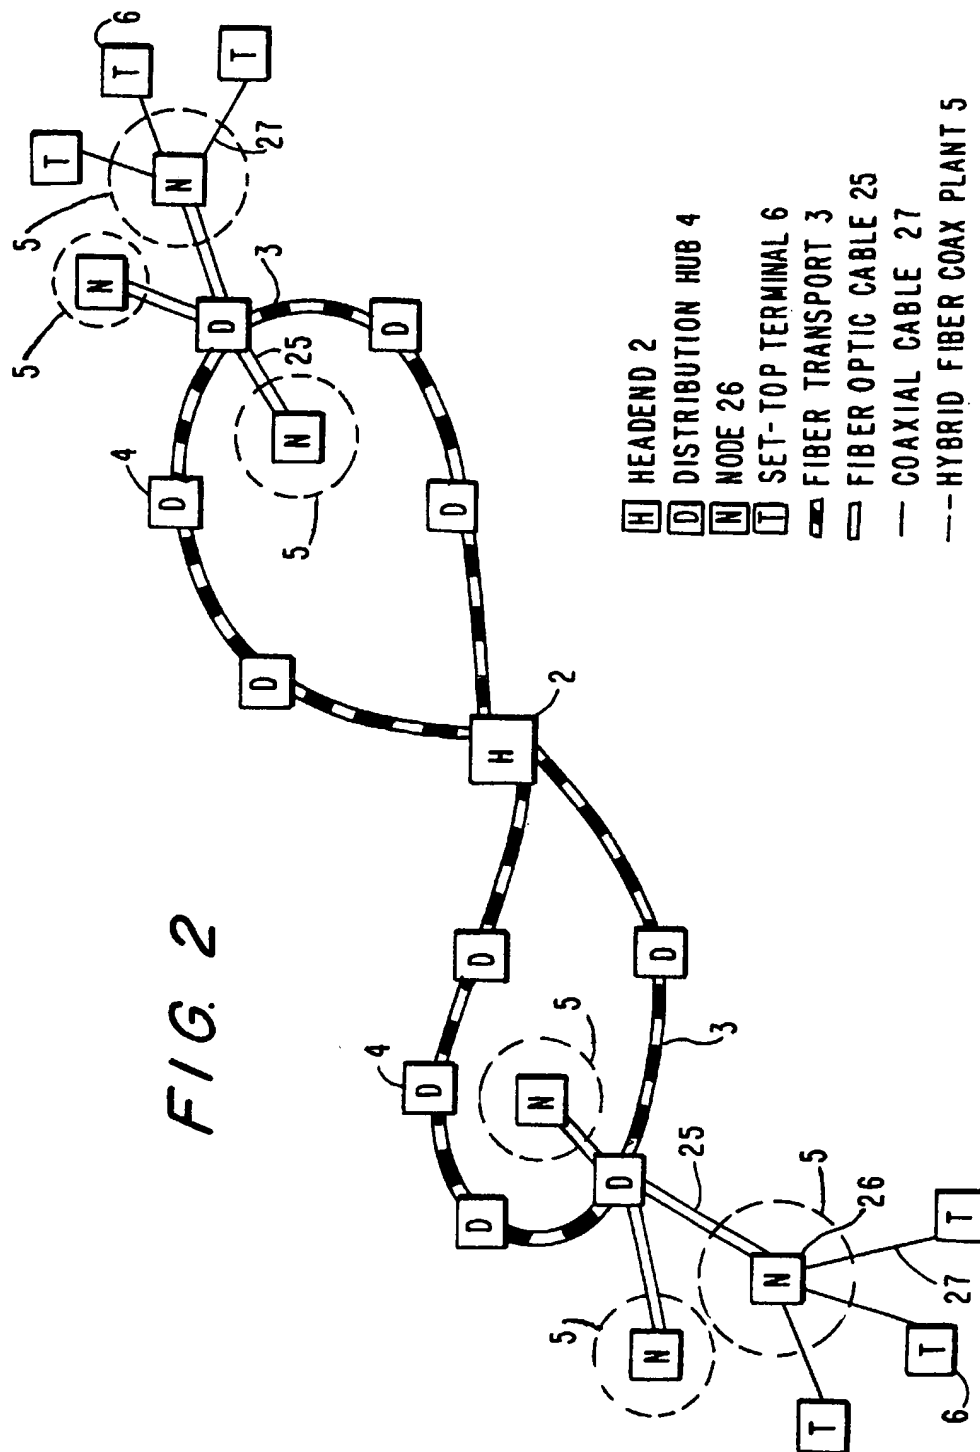 FIG. 2
5
5
T
N
6
T
4
D
N
D
T
D
3
27
5
N
25
4
D
D
D
D
D
H
N
5
2
5
D
N
D
25
3
N
5
T
26
T
27
6
T
H HEADEND 2
D DISTRIBUTION HUB 4
N NODE 26
T SET-TOP TERMINAL 6
FIBER TRANSPORT 3
FIBER OPTIC CABLE 25
COAXIAL CABLE 27
HYBRID FIBER COAX PLANT 5